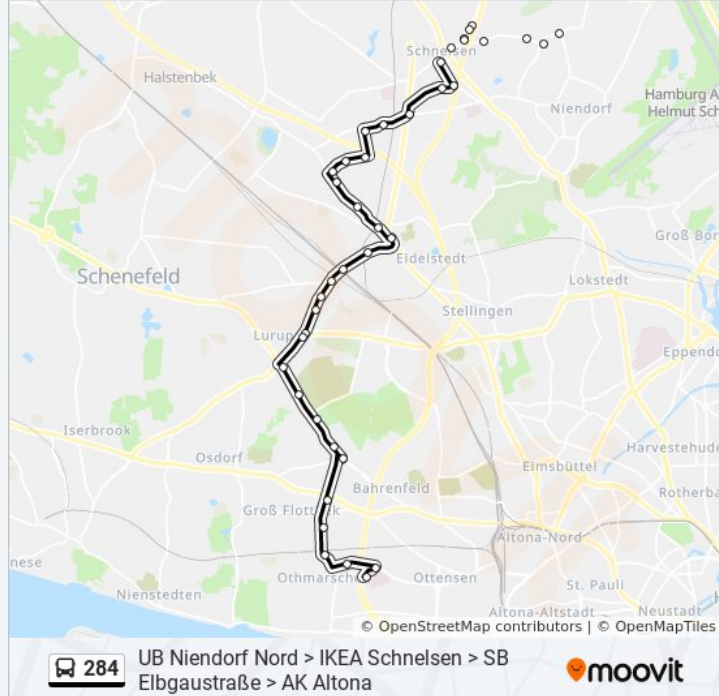 Schnelsen
Halstenbek
Hamburg A
Helmut Sch
Niendorf
Groß Bor
Eidelstedt
Schenefeld
Lokstedt
Stellingen
Lurup
Eppendo
Iserbrook
Harvestehude
Osdorf
Eimsbüttel
Bahrenfeld
Rotherba
Groß Flottbek
Altona-Nord
nese
Othmarschen
Ottensen
St. Pauli
Nienstedten
Altona-Altstadt
Neustadt
H
© OpenStreetMap contributors | © OpenMapTiles
284
UB Niendorf Nord > IKEA Schnelsen > SB
Elbgaustraße > AK Altona
moovit